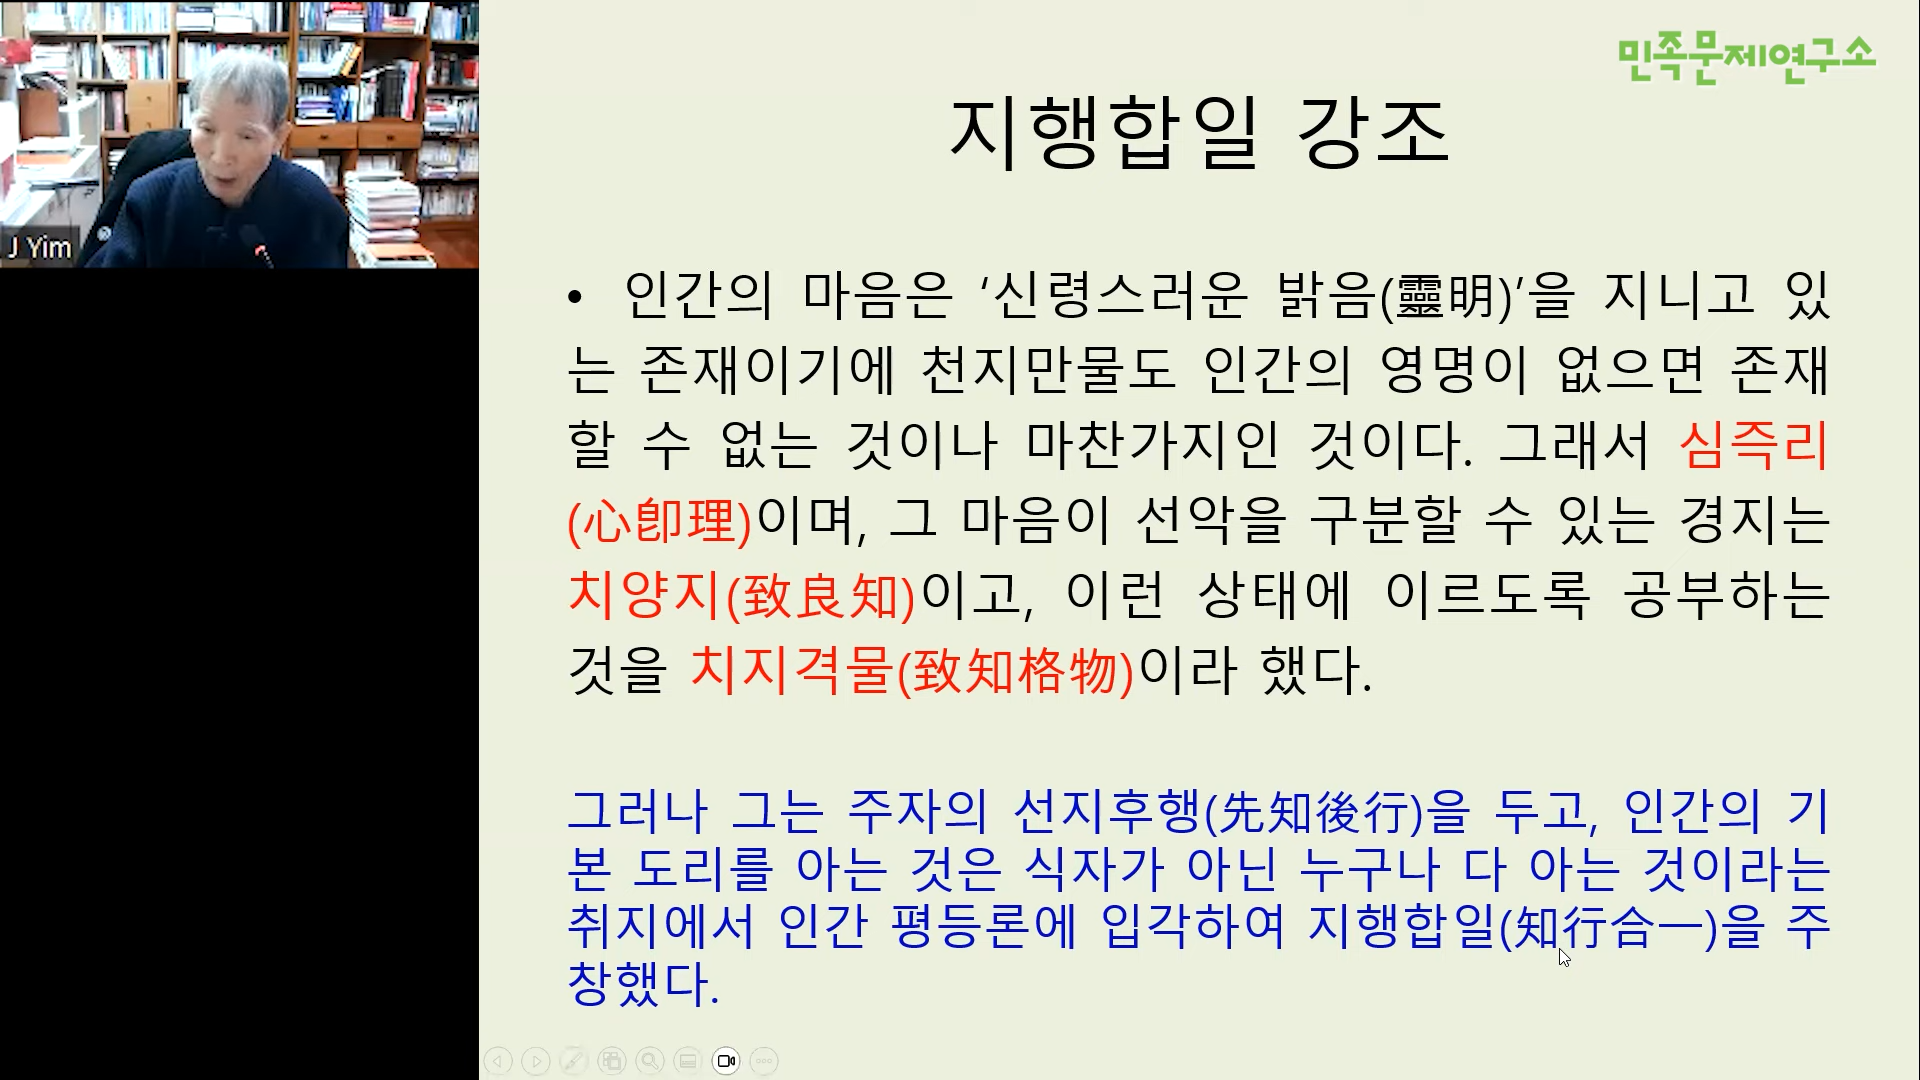 민족문제연구소
지행합일 강조
J Yim
• 인간의 마음은 ‘신령스러운 밝음(靈明)’을 지니고 있
는 존재이기에 천지만물도 인간의 영명이 없으면 존재
할 수 없는 것이나 마찬가지인 것이다. 그래서 심즉리
(心卽理)이며, 그 마음이 선악을 구분할 수 있는 경지는
치양지(致良知)이고, 이런 상태에 이르도록 공부하는
것을 치지격물(致知格物)이라 했다.
그러나 그는 주자의 선지후행(先知後行)을 두고, 인간의 기
본 도리를 아는 것은 식자가 아닌 누구나 다 아는 것이라는
취지에서 인간 평등론에 입각하여 지행합일(知行合一)을 주
창했다.